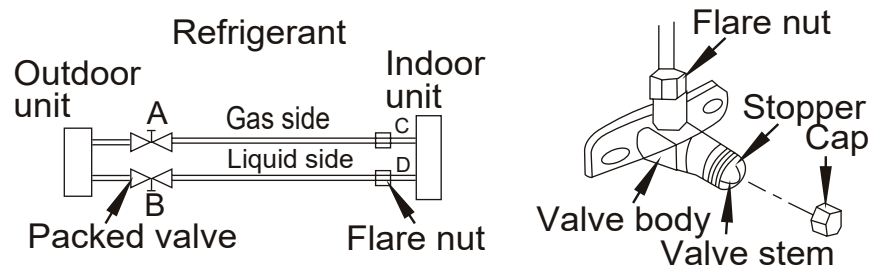 Refrigerant
Outdoor
unit
Indoor
unit
A
Gas side
C
Liquid side
D
B
Packed valve
Flare nut
Flare nut
Stopper
Cap
Valve body
Valve stem